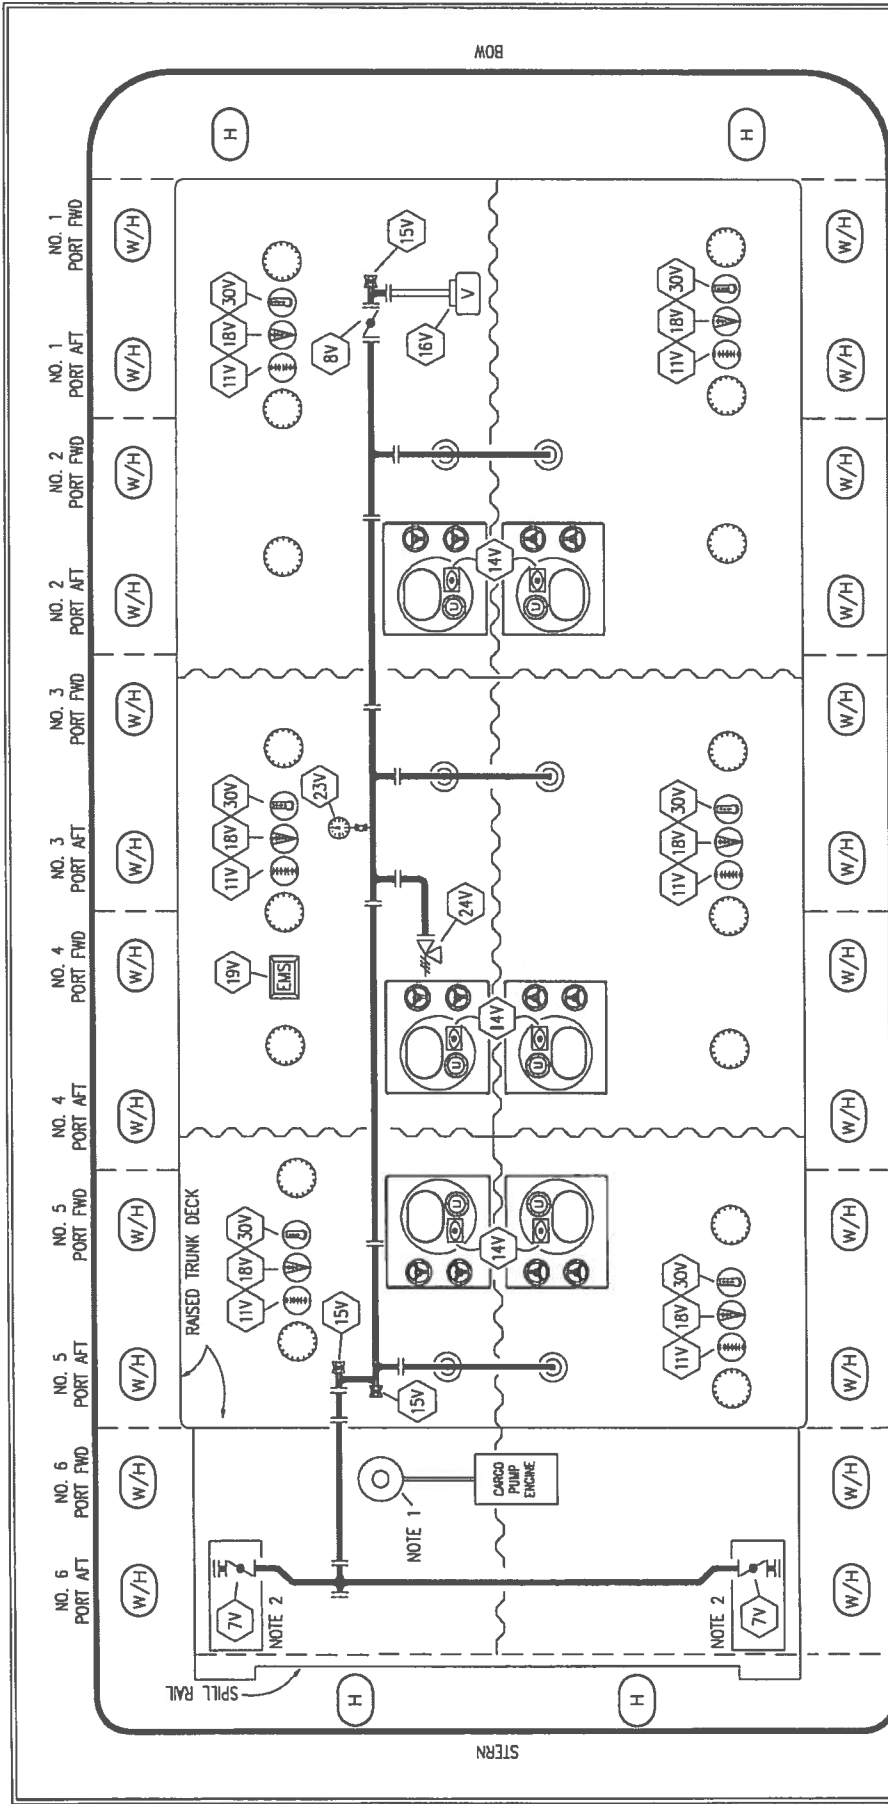 BOW
H
H
NO. 1
PORT FWD
NO. 1
PORT AFT
NO. 2
PORT FWD
NO. 2
PORT AFT
NO. 3
PORT FWD
NO. 3
PORT AFT
NO. 4
PORT FWD
NO. 4
PORT AFT
NO. 5
PORT FWD
NO. 5
PORT AFT
NO. 6
PORT FWD
NO. 6
PORT AFT
W/H
W/H
W/H
W/H
W/H
W/H
W/H
W/H
W/H
W/H
W/H
W/H
30V
18V
11V
8V
15V
16V
V
30V
18V
11V
14V
U
U
30V
18V
11V
23V
24V
19V
EMS
30V
18V
11V
14V
U
U
RAISED TRUNK DECK
30V
18V
11V
15V
15V
14V
U
U
30V
18V
11V
NOTE 1
CARGO
PUMP
ENGINE
7V
NOTE 2
7V
NOTE 2
SPILL RAIL
W/H
W/H
W/H
W/H
W/H
W/H
W/H
W/H
W/H
W/H
W/H
W/H
H
H
STERN